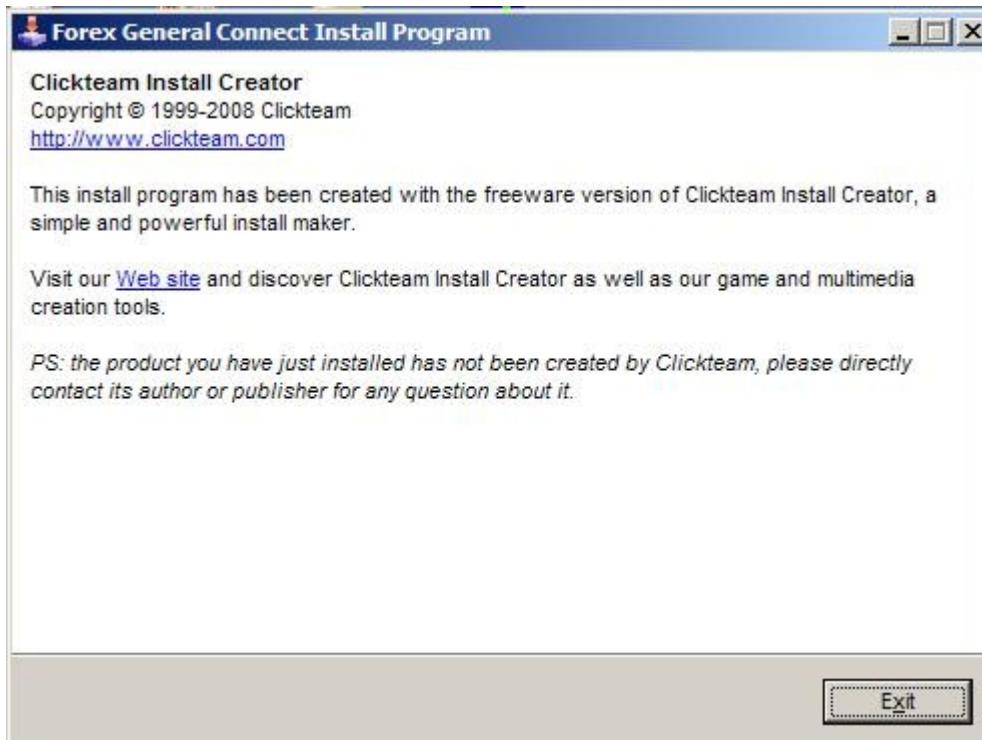 Forex General Connect Install Program
Clickteam Install Creator
Copyright © 1999-2008 Clickteam
http://www.clickteam.com
This install program has been created with the freeware version of Clickteam Install Creator, a
simple and powerful install maker.
Visit our Web site and discover Clickteam Install Creator as well as our game and multimedia
creation tools.
PS: the product you have just installed has not been created by Clickteam, please directly
contact its author or publisher for any question about it.
Exit